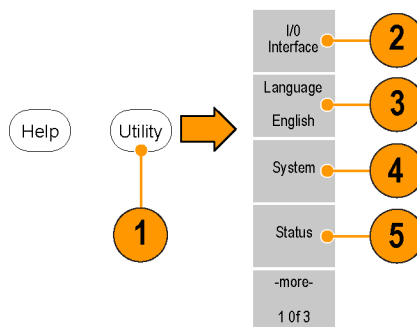 Help
Utility
1
I/0
Interface
2
Language
English
3
System
4
Status
5
-more-
1 0f 3